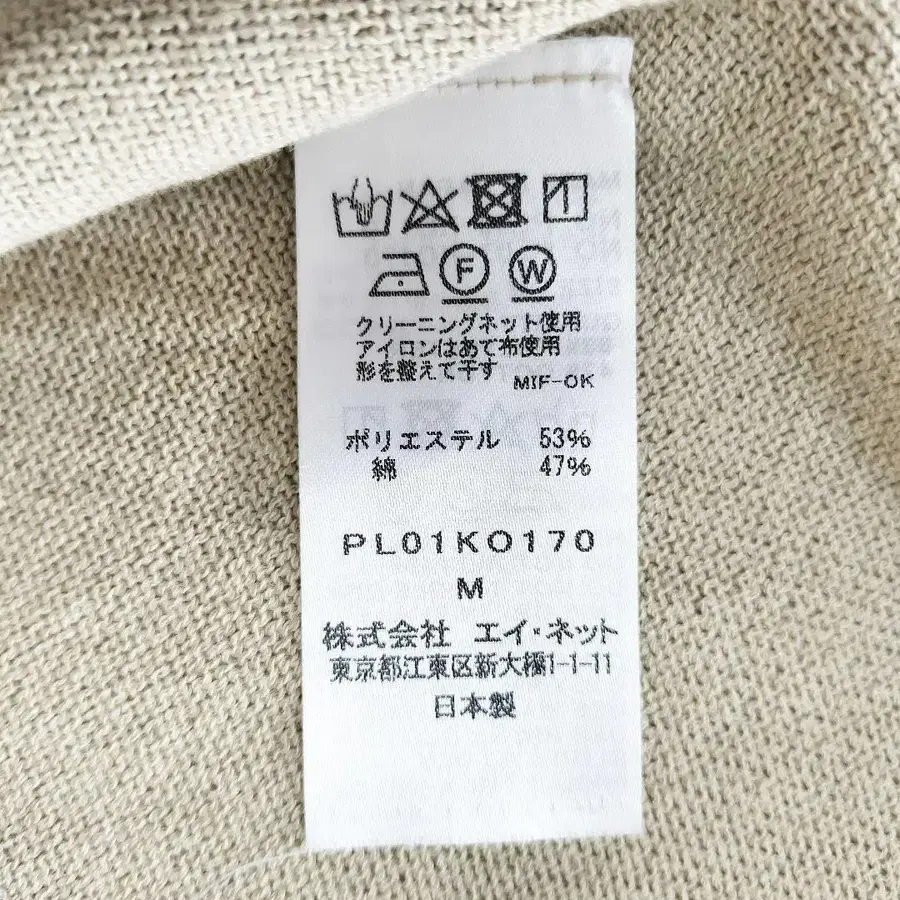 F W
クリーニングネット使用
アイロンはあて布使用
形を整えて干す MIF-OK
ポリエステル 53%
綿 47%
PL01KO170
M
株式会社 エイ・ネット
東京都江東区新大橋1-1-11
日本製